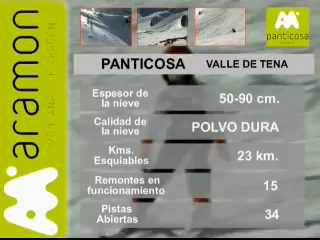 aramon
panticosa
PANTICOSA VALLE DE TENA
Espesor de
la nieve
50-90 cm.
Calidad de
la nieve
POLVO DURA
Kms.
Esquiables
23 km.
Remontes en
funcionamiento
15
Pistas
Abiertas
34